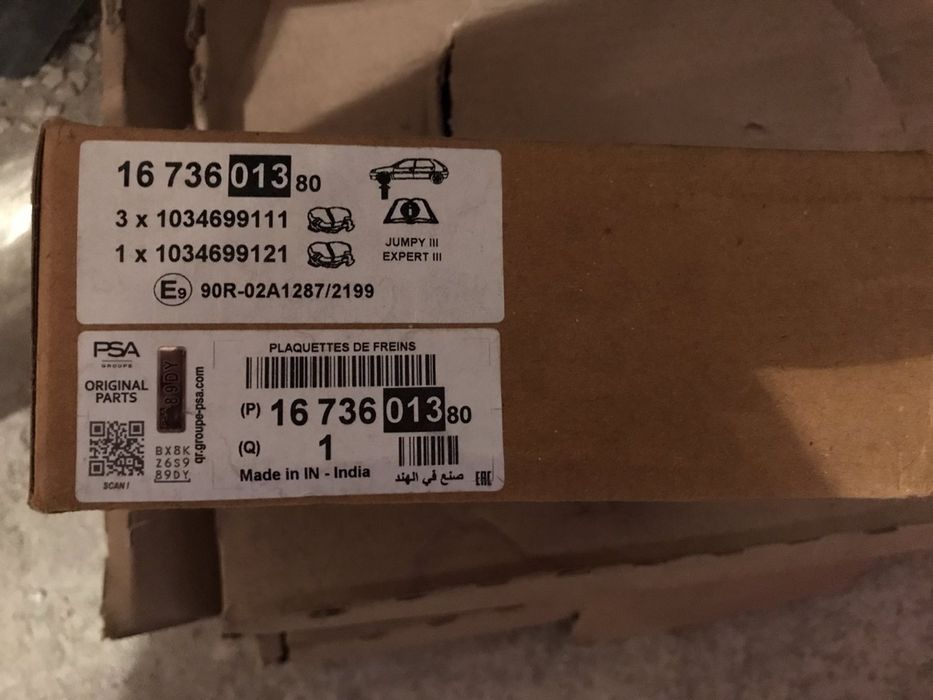 16 736 013 80
3 x 1034699111
1 x 1034699121
JUMPY III
EXPERT III
E9 90R-02A1287/2199
PSA
GROUPE
ORIGINAL
PARTS
BX8K
Z6S9
89DY
SCAN !
89DY
qr.groupe-psa.com
PLAQUETTES DE FREINS
(P) 16 736 013 80
(Q) 1
Made in IN - India
صنع في الهند
EAC